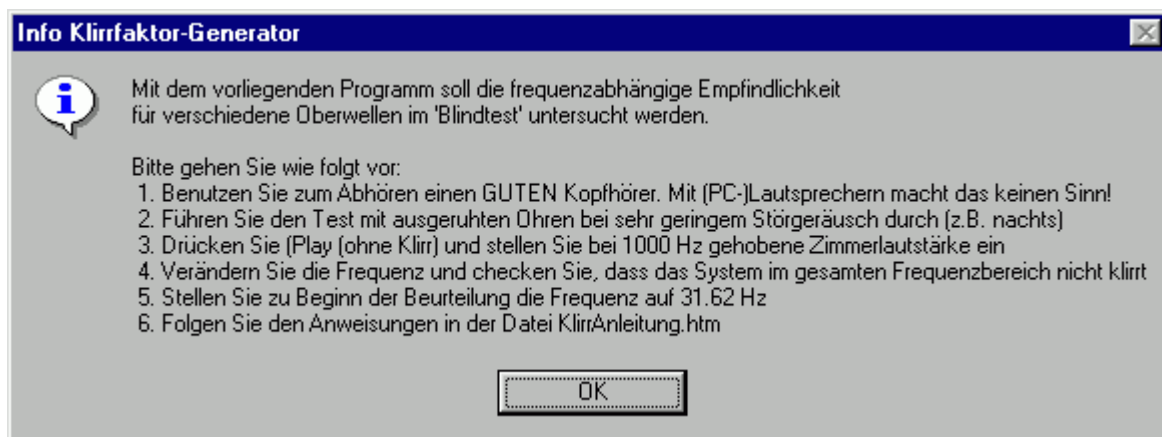 Info Klirrfaktor-Generator
Mit dem vorliegenden Programm soll die frequenzabhängige Empfindlichkeit
für verschiedene Oberwellen im 'Blindtest' untersucht werden.
Bitte gehen Sie wie folgt vor:
1. Benutzen Sie zum Abhören einen GUTEN Kopfhörer. Mit (PC-)Lautsprechern macht das keinen Sinn!
2. Führen Sie den Test mit ausgeruhten Ohren bei sehr geringem Störgeräusch durch (z.B. nachts)
3. Drücken Sie (Play (ohne Klirr) und stellen Sie bei 1000 Hz gehobene Zimmerlautstärke ein
4. Verändern Sie die Frequenz und checken Sie, dass das System im gesamten Frequenzbereich nicht klirrt
5. Stellen Sie zu Beginn der Beurteilung die Frequenz auf 31.62 Hz
6. Folgen Sie den Anweisungen in der Datei KlirrAnleitung.htm
OK